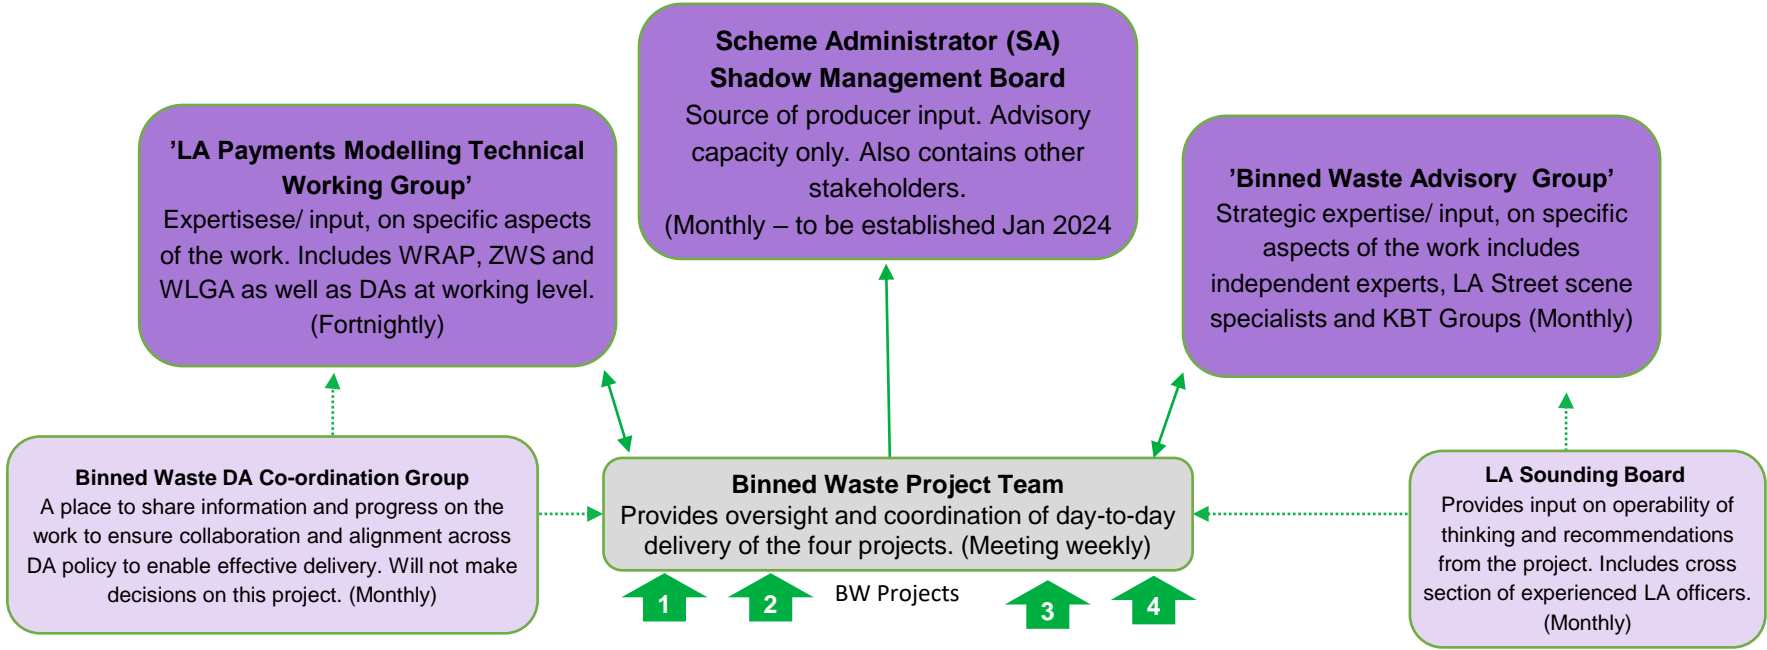 Scheme Administrator (SA)
Shadow Management Board
Source of producer input. Advisory
capacity only. Also contains other
stakeholders.
(Monthly – to be established Jan 2024
’LA Payments Modelling Technical
Working Group’
Expertisese/ input, on specific aspects
of the work. Includes WRAP, ZWS and
WLGA as well as DAs at working level.
(Fortnightly)
’Binned Waste Advisory  Group’
Strategic expertise/ input, on specific
aspects of the work includes
independent experts, LA Street scene
specialists and KBT Groups (Monthly)
Binned Waste DA Co-ordination Group
A place to share information and progress on the
work to ensure collaboration and alignment across
DA policy to enable effective delivery. Will not make
decisions on this project. (Monthly)
Binned Waste Project Team
Provides oversight and coordination of day-to-day
delivery of the four projects. (Meeting weekly)
LA Sounding Board
Provides input on operability of
thinking and recommendations
from the project. Includes cross
section of experienced LA officers.
(Monthly)
1
2
BW Projects
3
4